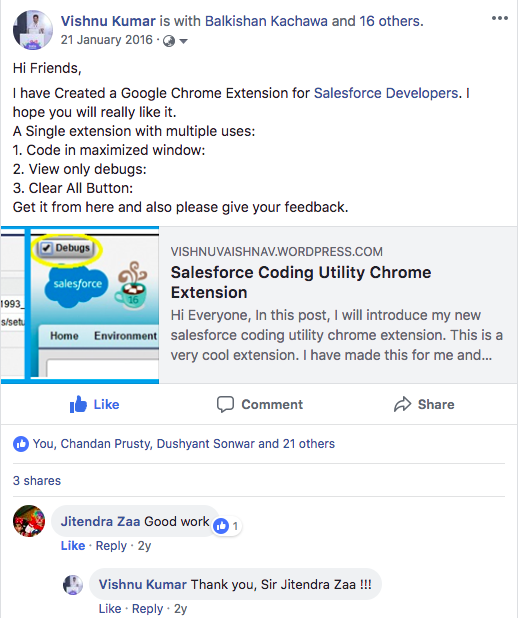 Vishnu Kumar is with Balkishan Kachawa and 16 others.
21 January 2016 ·
Hi Friends,
I have Created a Google Chrome Extension for Salesforce Developers. I
hope you will really like it.
A Single extension with multiple uses:
1. Code in maximized window:
2. View only debugs:
3. Clear All Button:
Get it from here and also please give your feedback.
Debugs
salesforce
16
1993_
s/setu
Home Environment
VISHNUVAISHNAV.WORDPRESS.COM
Salesforce Coding Utility Chrome
Extension
Hi Everyone, In this post, I will introduce my new
salesforce coding utility chrome extension. This is a
very cool extension. I have made this for me and...
Like Comment Share
You, Chandan Prusty, Dushyant Sonwar and 21 others
3 shares
Jitendra Zaa Good work 1
Like · Reply · 2y
Vishnu Kumar Thank you, Sir Jitendra Zaa !!!
Like · Reply · 2y